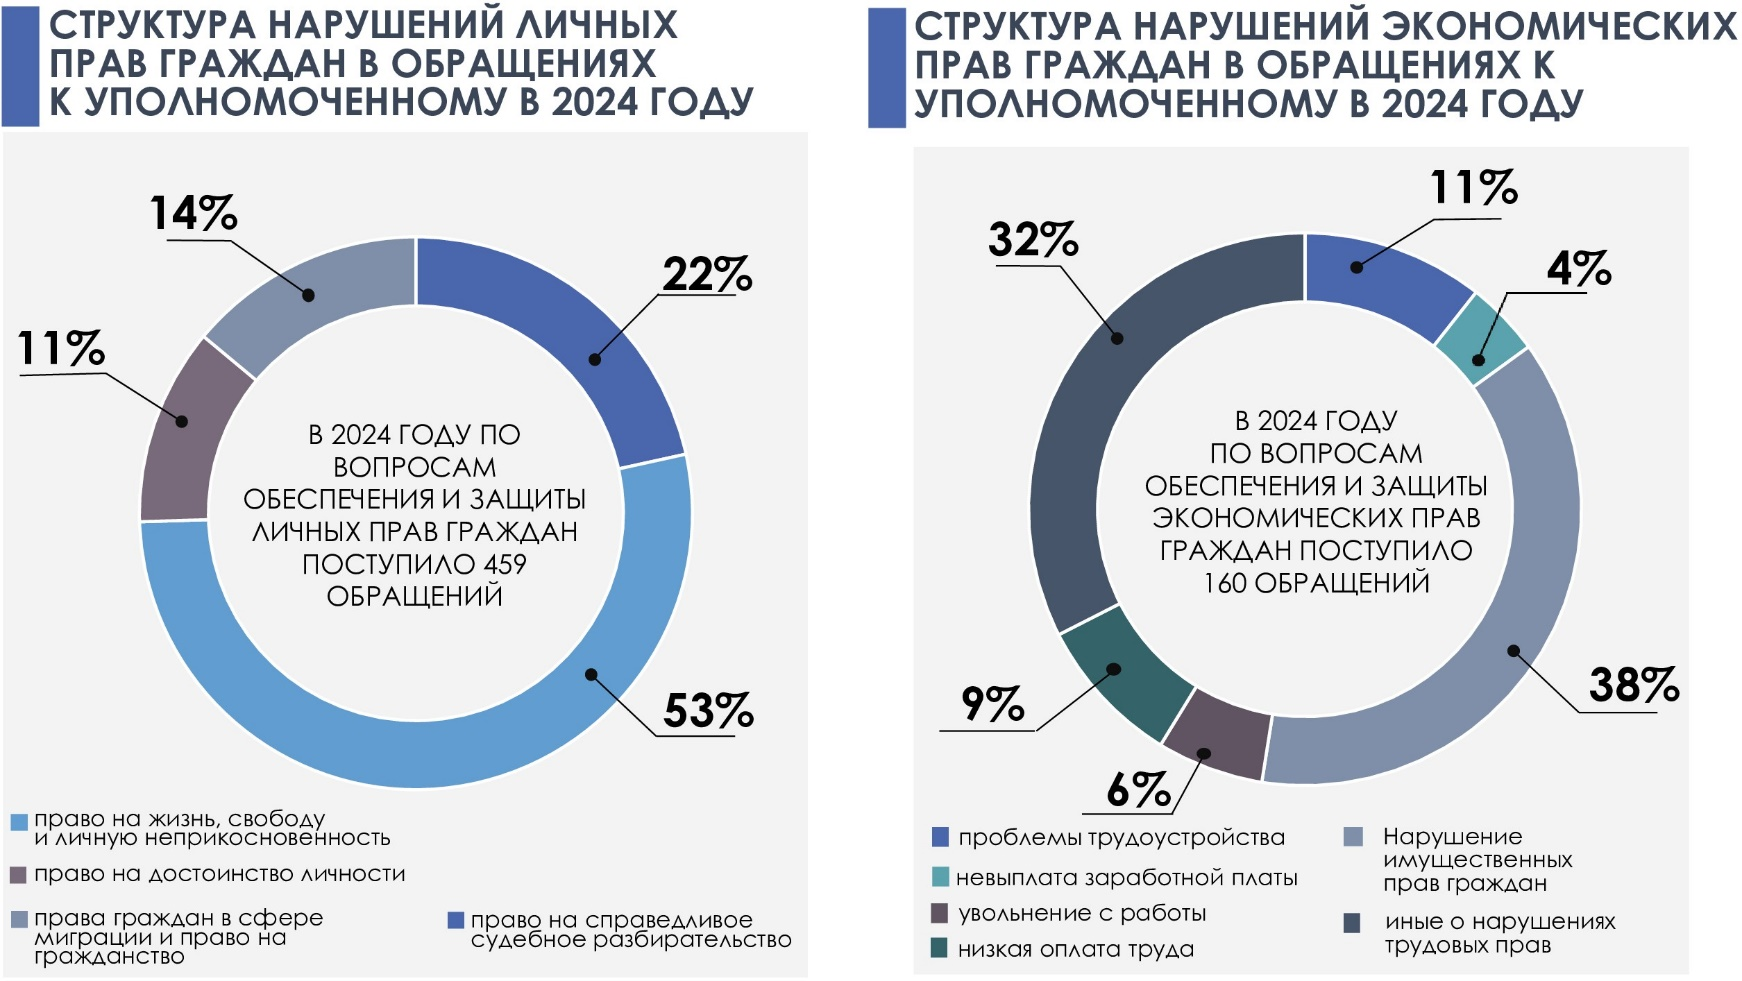 СТРУКТУРА НАРУШЕНИЙ ЛИЧНЫХ
ПРАВ ГРАЖДАН В ОБРАЩЕНИЯХ
К УПОЛНОМОЧЕННОМУ В 2024 ГОДУ
14%
22%
11%
В 2024 ГОДУ ПО
ВОПРОСАМ
ОБЕСПЕЧЕНИЯ И ЗАЩИТЫ
ЛИЧНЫХ ПРАВ ГРАЖДАН
ПОСТУПИЛО 459
ОБРАЩЕНИЙ
53%
право на жизнь, свободу
и личную неприкосновенность
право на достоинство личности
права граждан в сфере
миграции и право на
гражданство
право на справедливое
судебное разбирательство
СТРУКТУРА НАРУШЕНИЙ ЭКОНОМИЧЕСКИХ
ПРАВ ГРАЖДАН В ОБРАЩЕНИЯХ К
УПОЛНОМОЧЕННОМУ В 2024 ГОДУ
11%
32%
4%
В 2024 ГОДУ
ПО ВОПРОСАМ
ОБЕСПЕЧЕНИЯ И ЗАЩИТЫ
ЭКОНОМИЧЕСКИХ ПРАВ
ГРАЖДАН ПОСТУПИЛО
160 ОБРАЩЕНИЙ
38%
9%
6%
проблемы трудоустройства
невыплата заработной платы
увольнение с работы
низкая оплата труда
Нарушение
имущественных
прав граждан
иные о нарушениях
трудовых прав